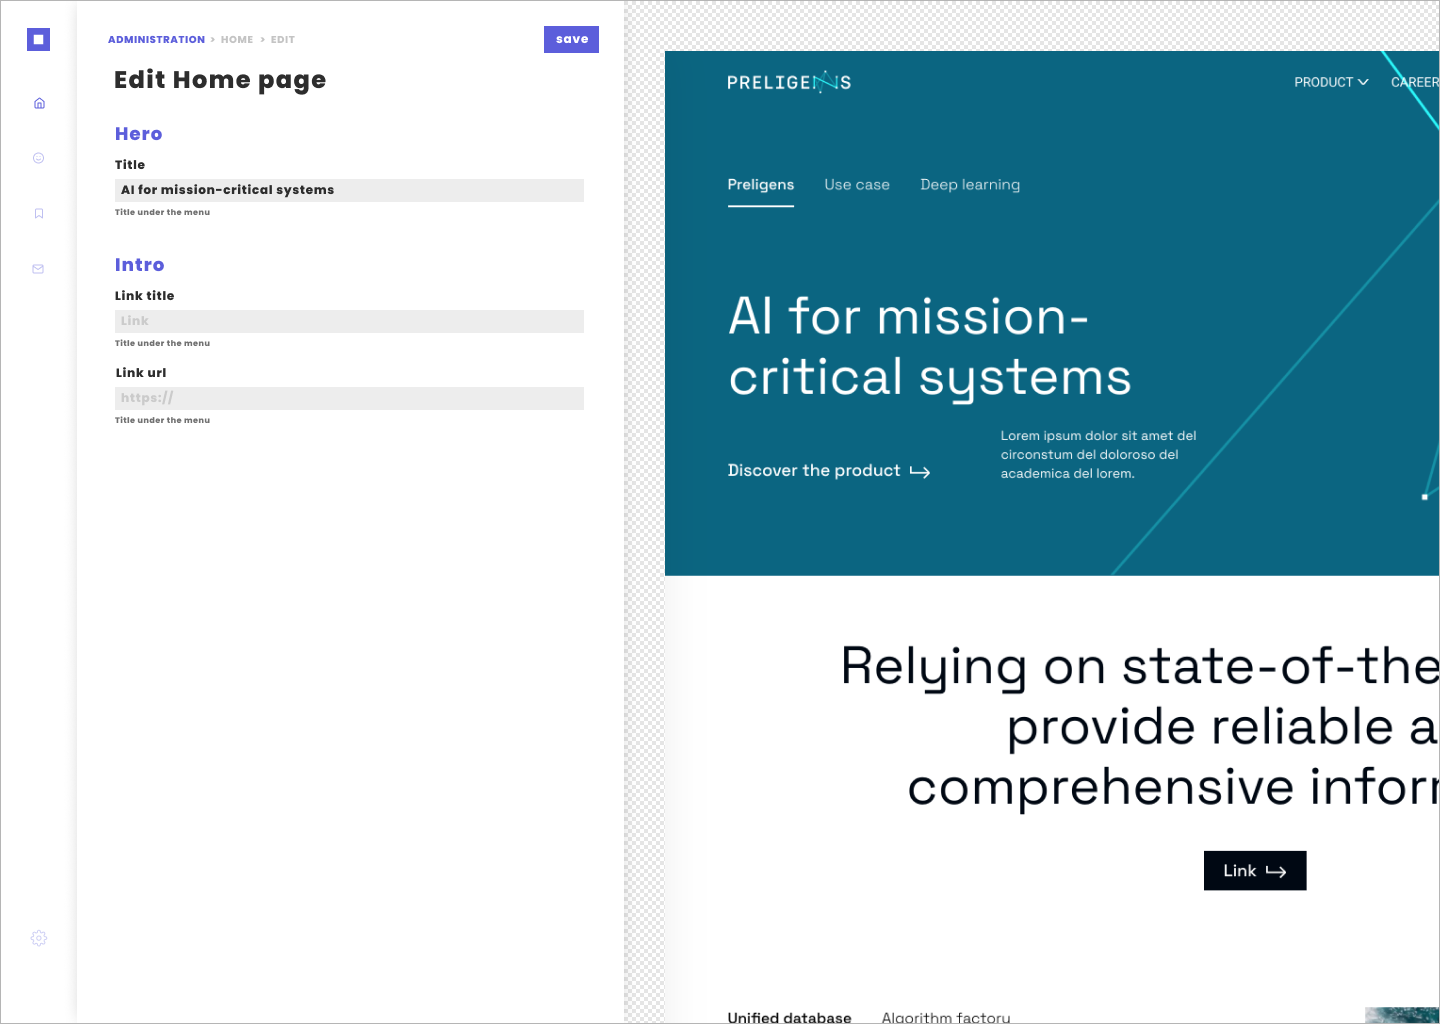 ADMINISTRATION > HOME > EDIT
save
Edit Home page
Hero
Title
AI for mission-critical systems
Title under the menu
Intro
Link title
Link
Title under the menu
Link url
https://
Title under the menu
PRELIGENS
PRODUCT
CAREER
Preligens Use case Deep learning
AI for mission-
critical systems
Discover the product
Lorem ipsum dolor sit amet del
circonstum del doloroso del
academica del lorem.
Relying on state-of-the
provide reliable a
comprehensive infor
Link
Unified database Algorithm factory